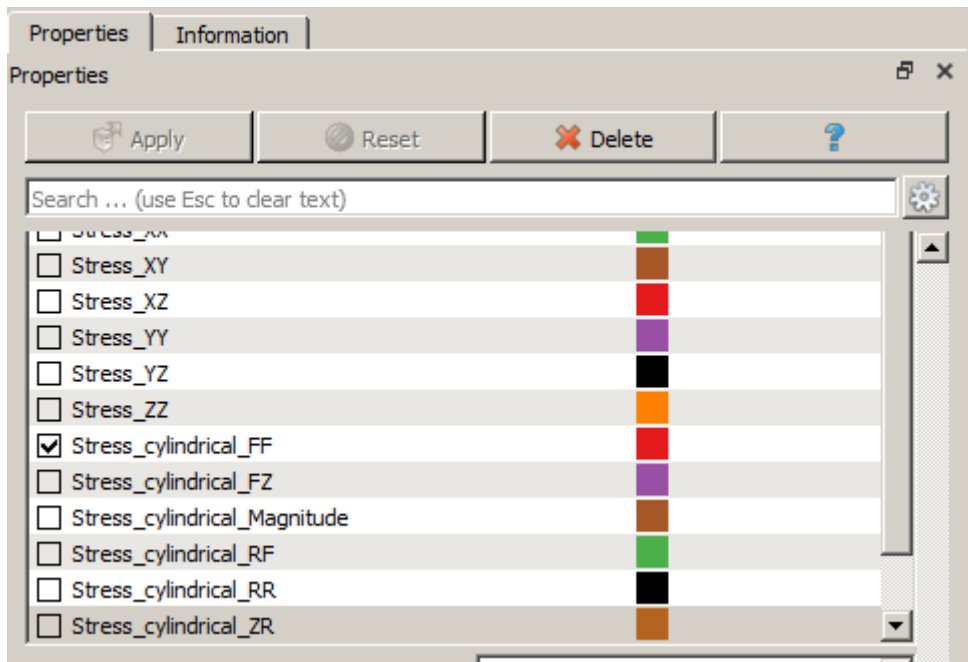 Properties Information
Properties
Apply Reset Delete ?
Search ... (use Esc to clear text)
Stress_XX
Stress_XY
Stress_XZ
Stress_YY
Stress_YZ
Stress_ZZ
Stress_cylindrical_FF
Stress_cylindrical_FZ
Stress_cylindrical_Magnitude
Stress_cylindrical_RF
Stress_cylindrical_RR
Stress_cylindrical_ZR